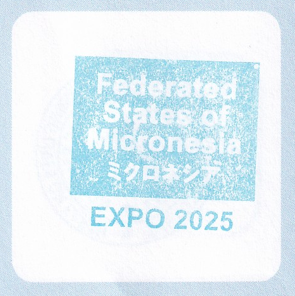 Federated
States of
Micronesia
ミクロネシア
EXPO 2025